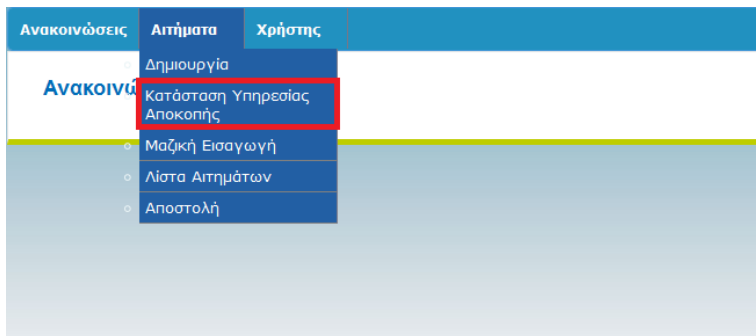 Ανακοινώσεις Αιτήματα Χρήστης
Δημιουργία
Ανακοινώ
Κατάσταση Υπηρεσίας
Αποκοπής
Μαζική Εισαγωγή
Λίστα Αιτημάτων
Αποστολή